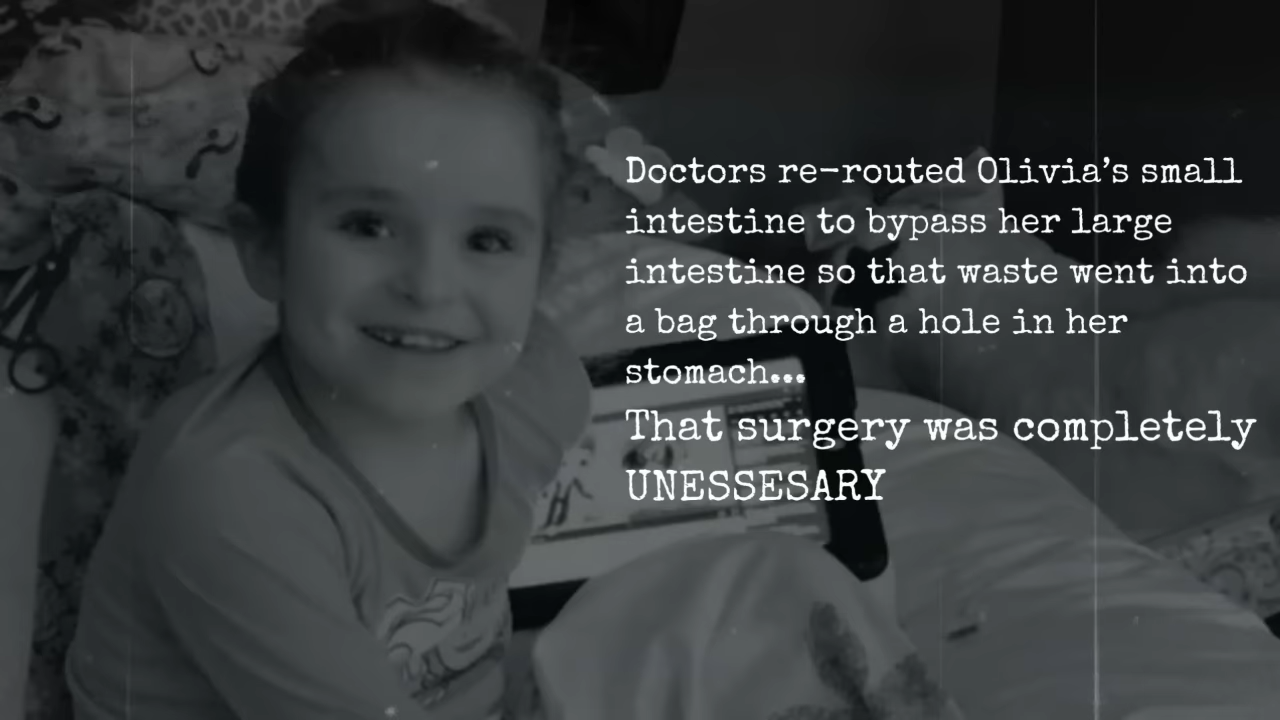 Doctors re-routed Olivia’s small
intestine to bypass her large
intestine so that waste went into
a bag through a hole in her
stomach...
That surgery was completely
UNESSESARY